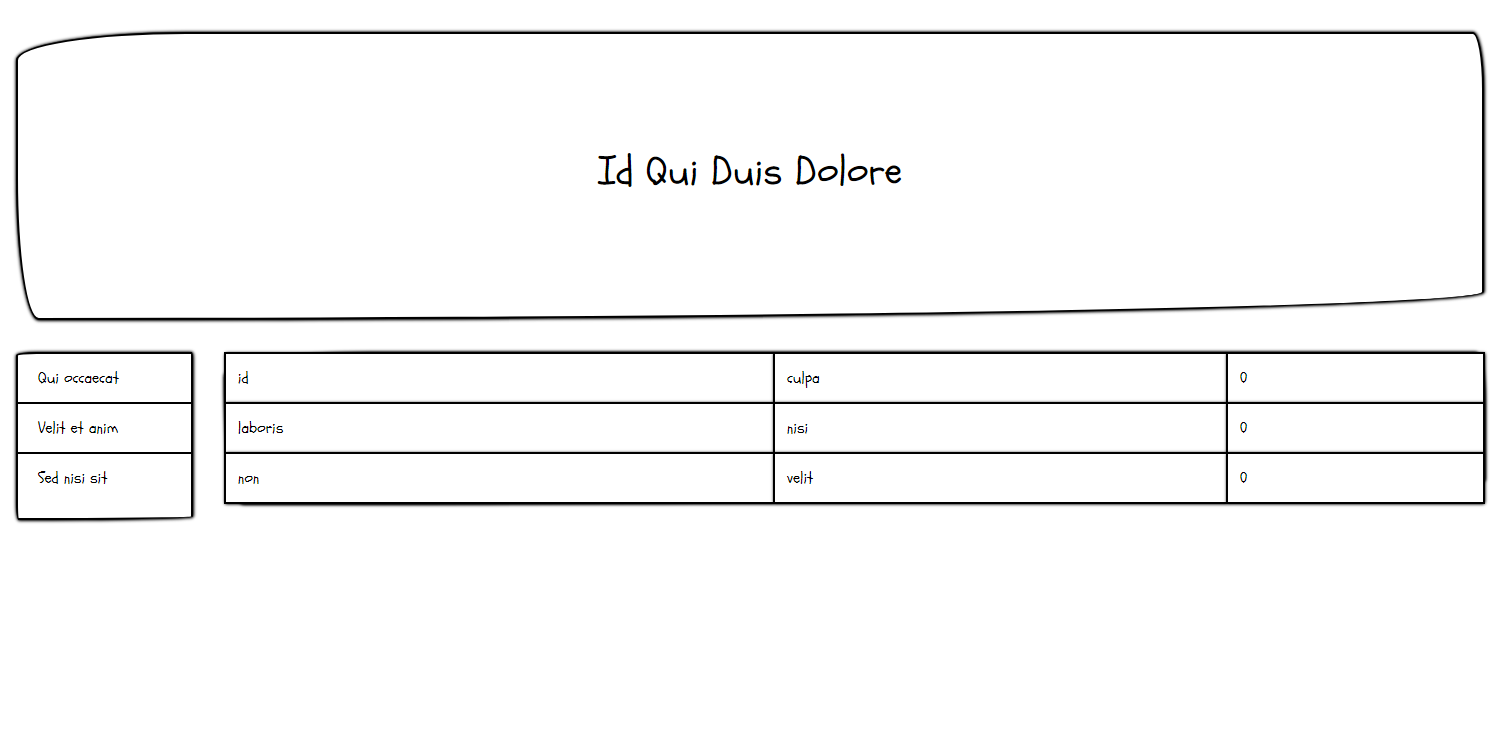 Id Qui Duis Dolore
Qui occaecat
Velit et anim
Sed nisi sit
id culpa 0
laboris nisi 0
non velit 0